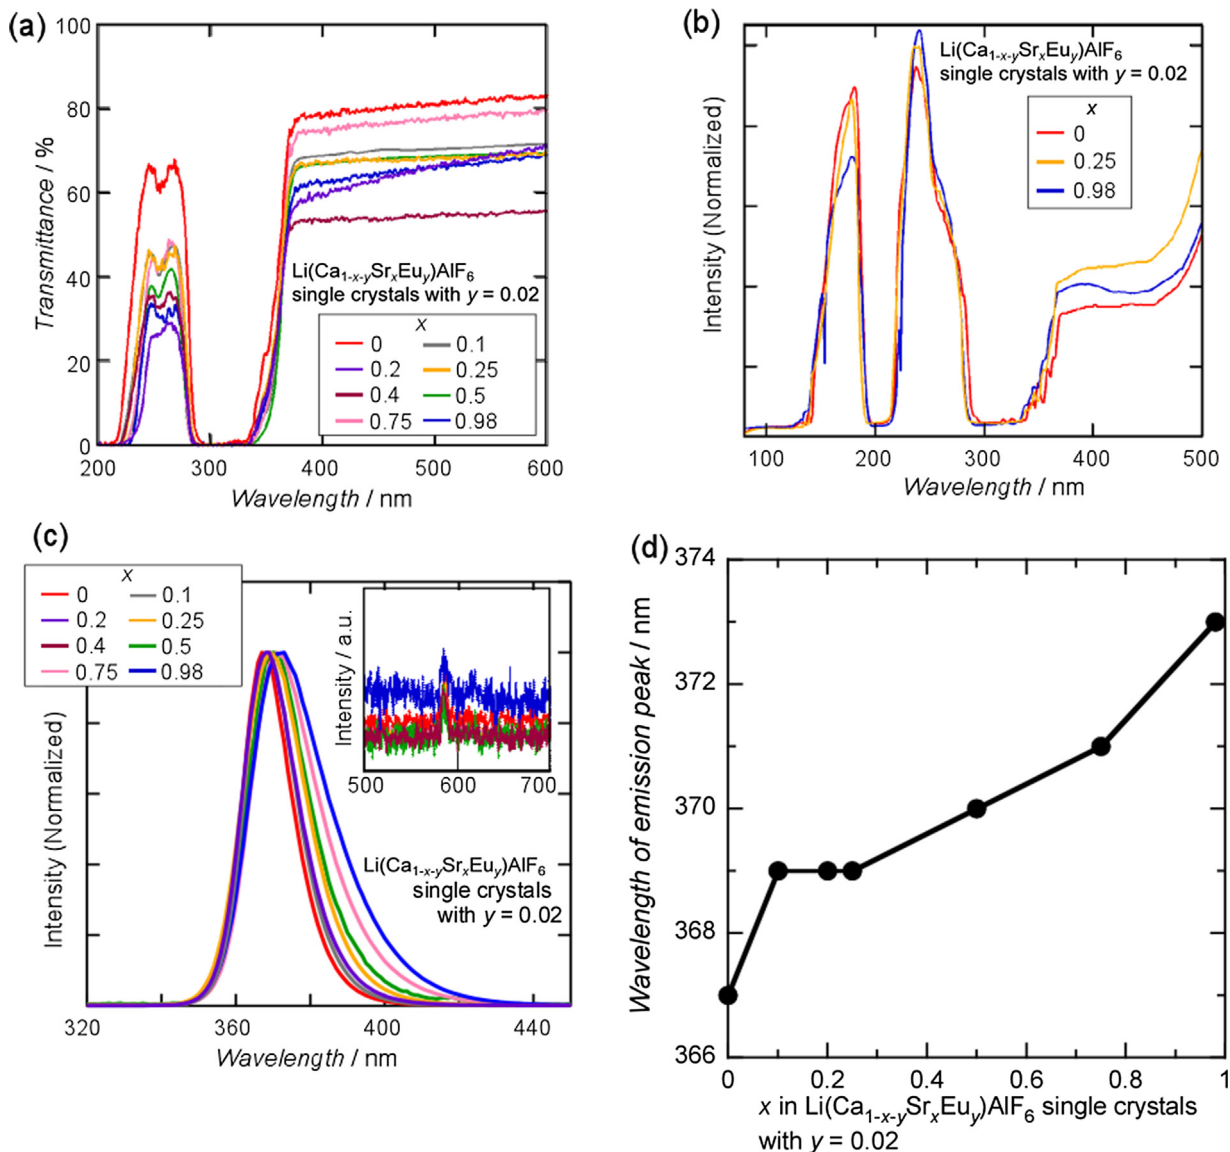 (a)
100
80
60
40
20
0
Transmittance / %
Li(Ca1-x-ySrxEuy)AlF6
single crystals with y = 0.02
x
0 0.1
0.2 0.25
0.4 0.5
0.75 0.98
200 300 400 500 600
Wavelength / nm
(b)
Intensity (Normalized)
Li(Ca1-x-ySrxEuy)AlF6
single crystals with y = 0.02
x
0
0.25
0.98
100 200 300 400 500
Wavelength / nm
(c)
x
0 0.1
0.2 0.25
0.4 0.5
0.75 0.98
Intensity (Normalized)
Intensity / a.u.
500 600 700
Li(Ca1-x-ySrxEuy)AlF6
single crystals
with y = 0.02
320 360 400 440
Wavelength / nm
(d)
374
372
370
368
366
Wavelength of emission peak / nm
0 0.2 0.4 0.6 0.8 1
x in Li(Ca1-x-ySrxEuy)AlF6 single crystals
with y = 0.02